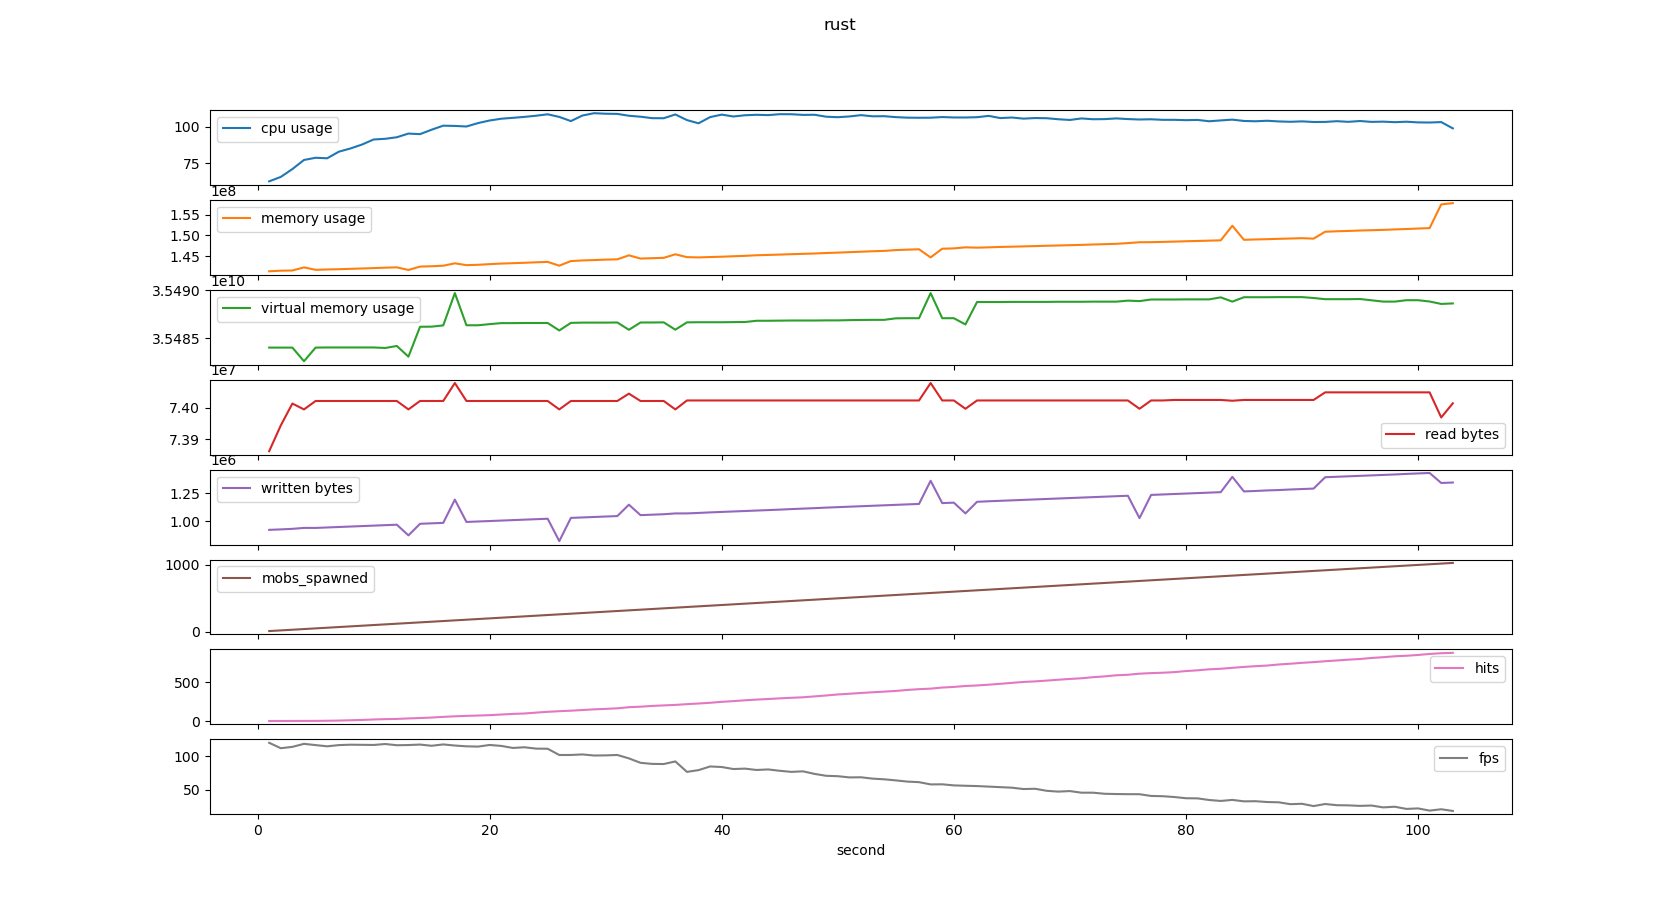 rust
cpu usage
100
75
1e8
memory usage
1.55
1.50
1.45
1e10
virtual memory usage
3.5490
3.5485
1e7
7.40
7.39
read bytes
1e6
written bytes
1.25
1.00
mobs_spawned
1000
0
hits
500
0
fps
100
50
0 20 40 60 80 100
second